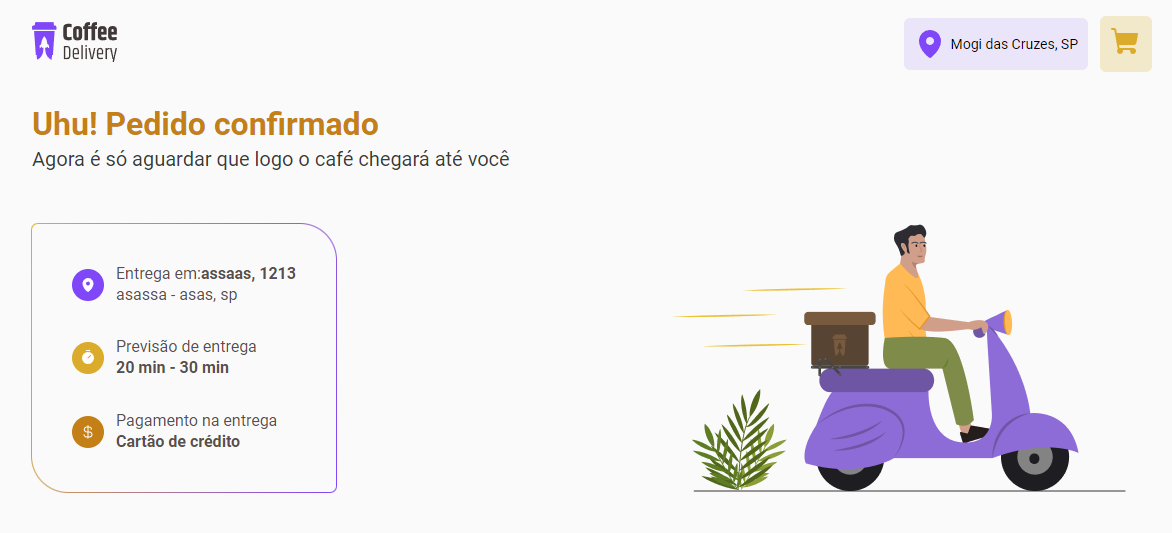 Coffee
Delivery
Mogi das Cruzes, SP
Uhu! Pedido confirmado
Agora é só aguardar que logo o café chegará até você
Entrega em:assaas, 1213
asassa - asas, sp
Previsão de entrega
20 min - 30 min
$ Pagamento na entrega
Cartão de crédito